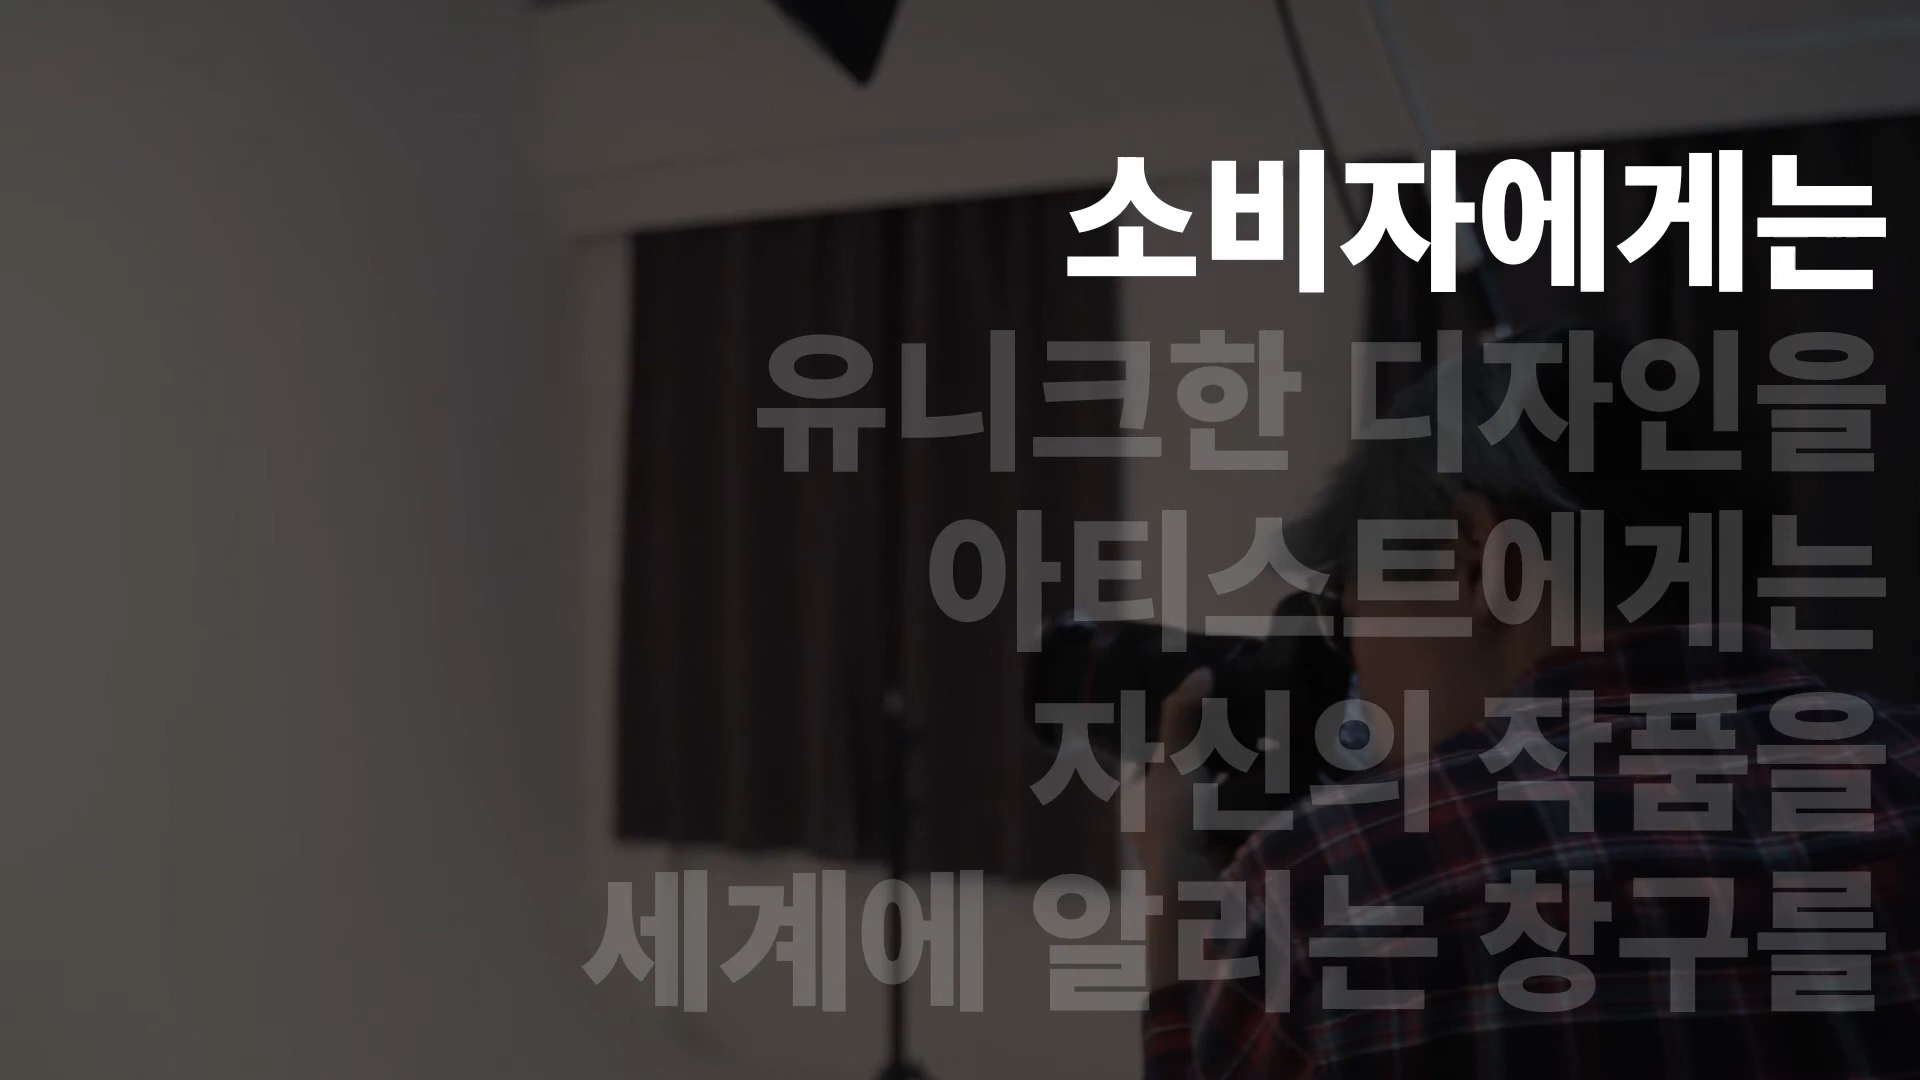 소비자에게는
유니크한 디자인을
아티스트에게는
자신의 작품을
세계에 알리는 창구를